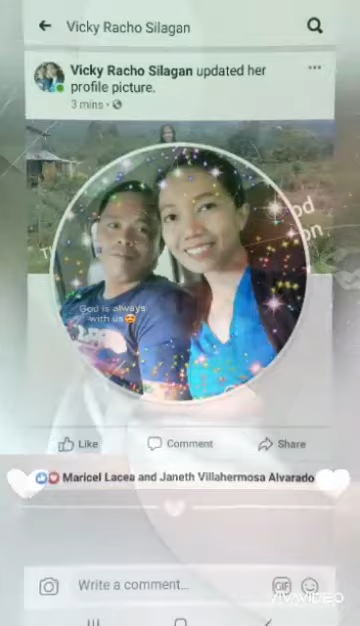 Vicky Racho Silagan
Vicky Racho Silagan updated her
profile picture.
3 mins
God is always
with us😍
Like
Comment
Share
Maricel Lacea and Janeth Villahermosa Alvarado
Write a comment...
GIF
VIVAVIDEO